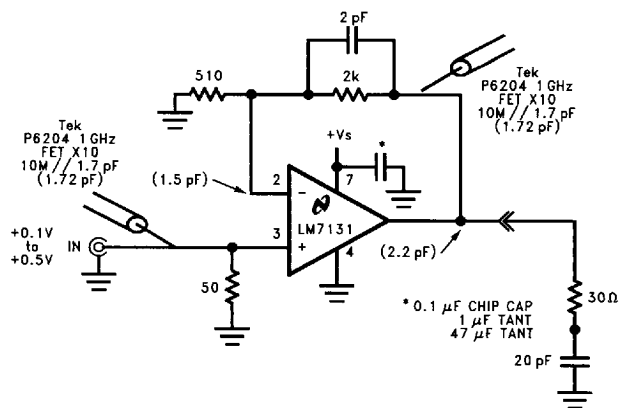 2 pF
510
2k
Tek
P6204 1GHz
FET X10
10M // 1.7 pF
(1.72 pF)
+Vs
*
Tek
P6204 1GHz
FET X10
10M // 1.7 pF
(1.72 pF)
(1.5 pF)
2
−
7
LM7131
3
+
4
(2.2 pF)
+0.1V
to
+0.5V
IN
50
* 0.1 µF CHIP CAP
1 µF TANT
47 µF TANT
30Ω
20 pF